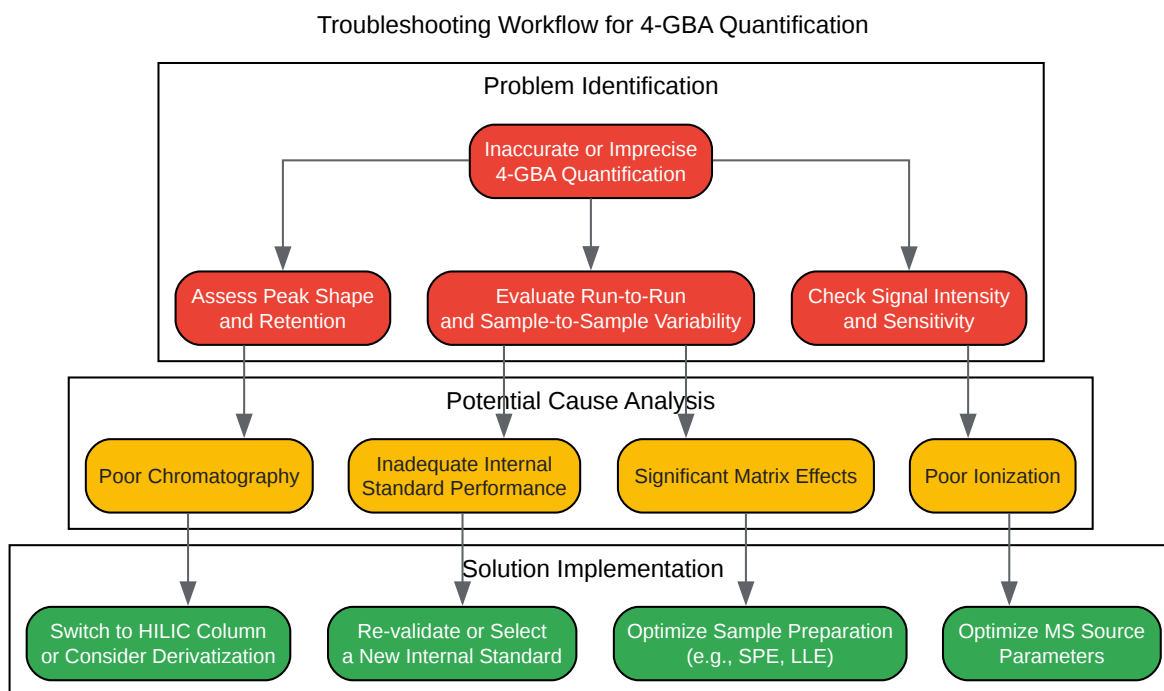 Troubleshooting Workflow for 4-GBA Quantification
Problem Identification
Inaccurate or Imprecise
4-GBA Quantification
Assess Peak Shape
and Retention
Evaluate Run-to-Run
and Sample-to-Sample Variability
Check Signal Intensity
and Sensitivity
Potential Cause Analysis
Poor Chromatography
Inadequate Internal
Standard Performance
Significant Matrix Effects
Poor Ionization
Solution Implementation
Switch to HILIC Column
or Consider Derivatization
Re-validate or Select
a New Internal Standard
Optimize Sample Preparation
(e.g., SPE, LLE)
Optimize MS Source
Parameters